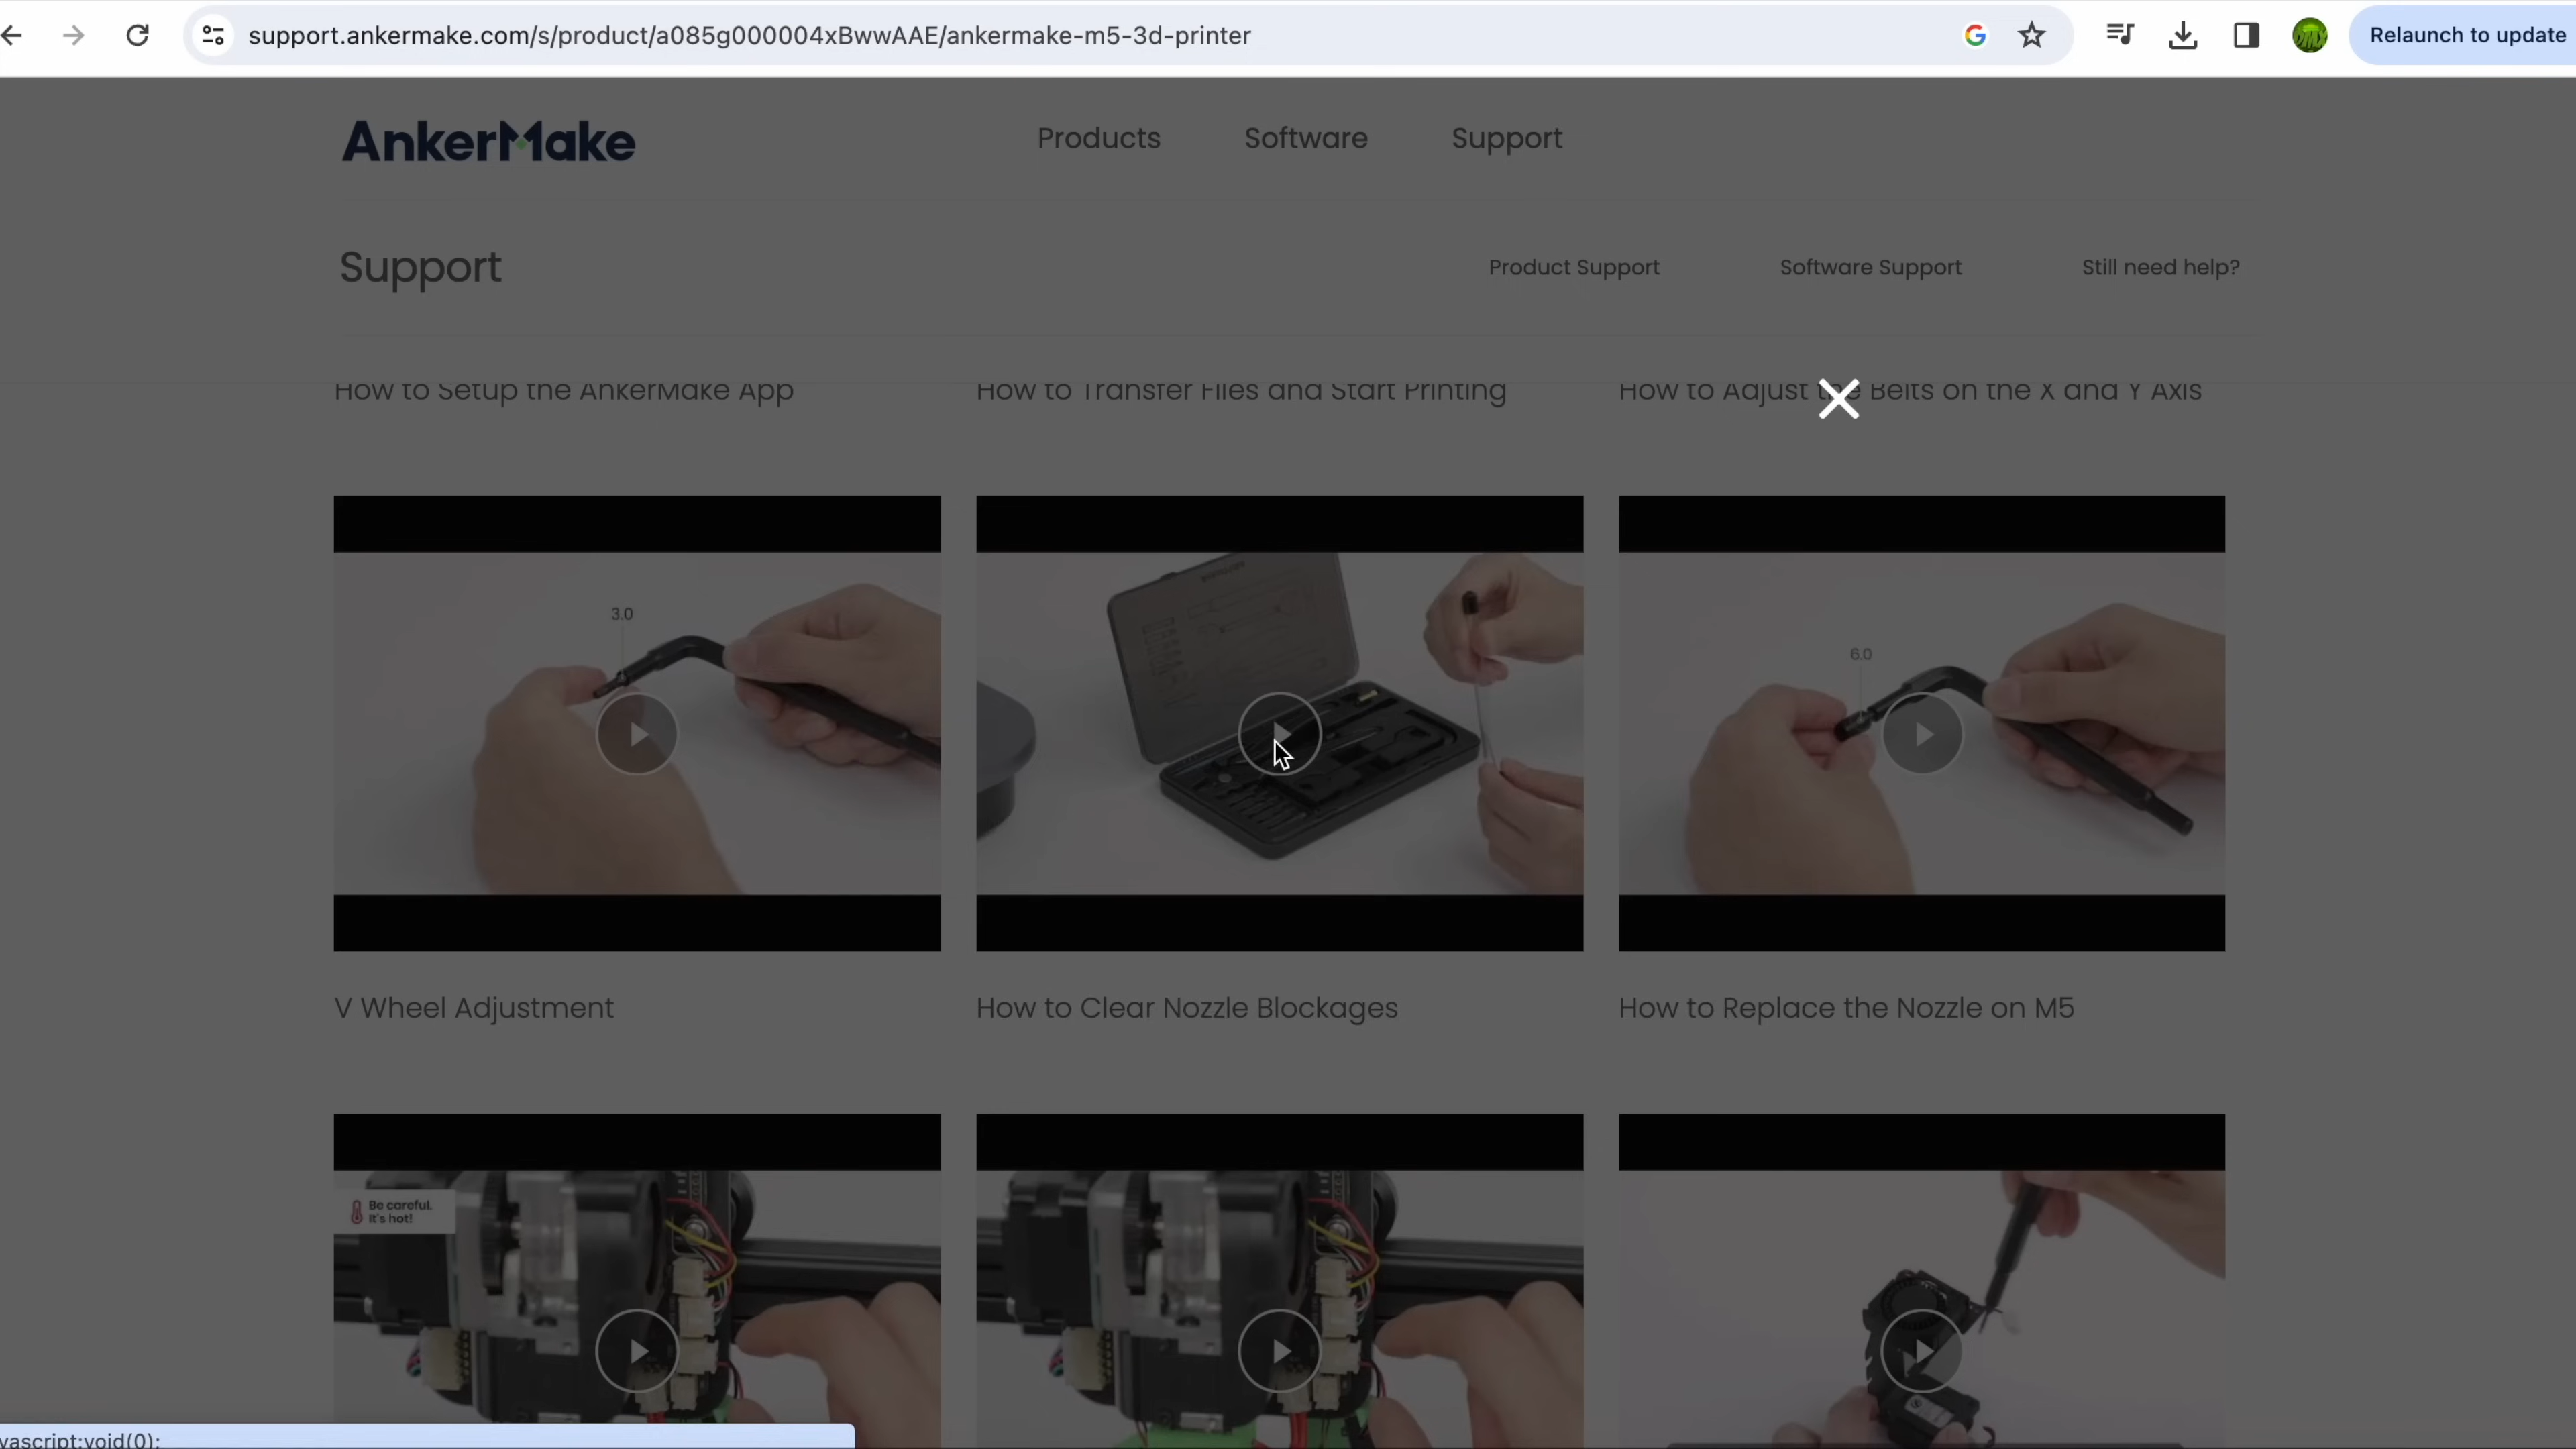 support.ankermake.com/s/product/a085g000004xBwwAAE/ankermake-m5-3d-printer
Relaunch to update
AnkerMake
Products
Software
Support
Support
Product Support
Software Support
Still need help?
How to Setup the AnkerMake App
How to Transfer Files and Start Printing
How to Adjust the Belts on the X and Y Axis
3.0
6.0
V Wheel Adjustment
How to Clear Nozzle Blockages
How to Replace the Nozzle on M5
Be careful.
It's hot!
vascript:void(0);